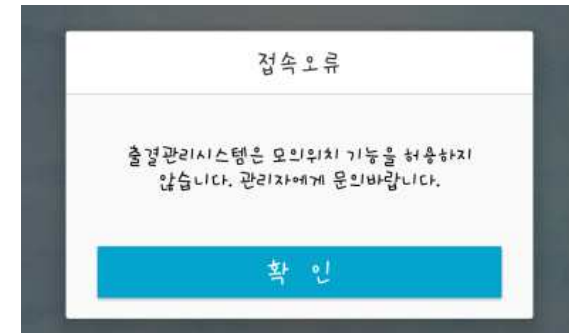 접속오류
출결관리시스템은 모의위치 기능을 허용하지
않습니다. 관리자에게 문의바랍니다.
확 인